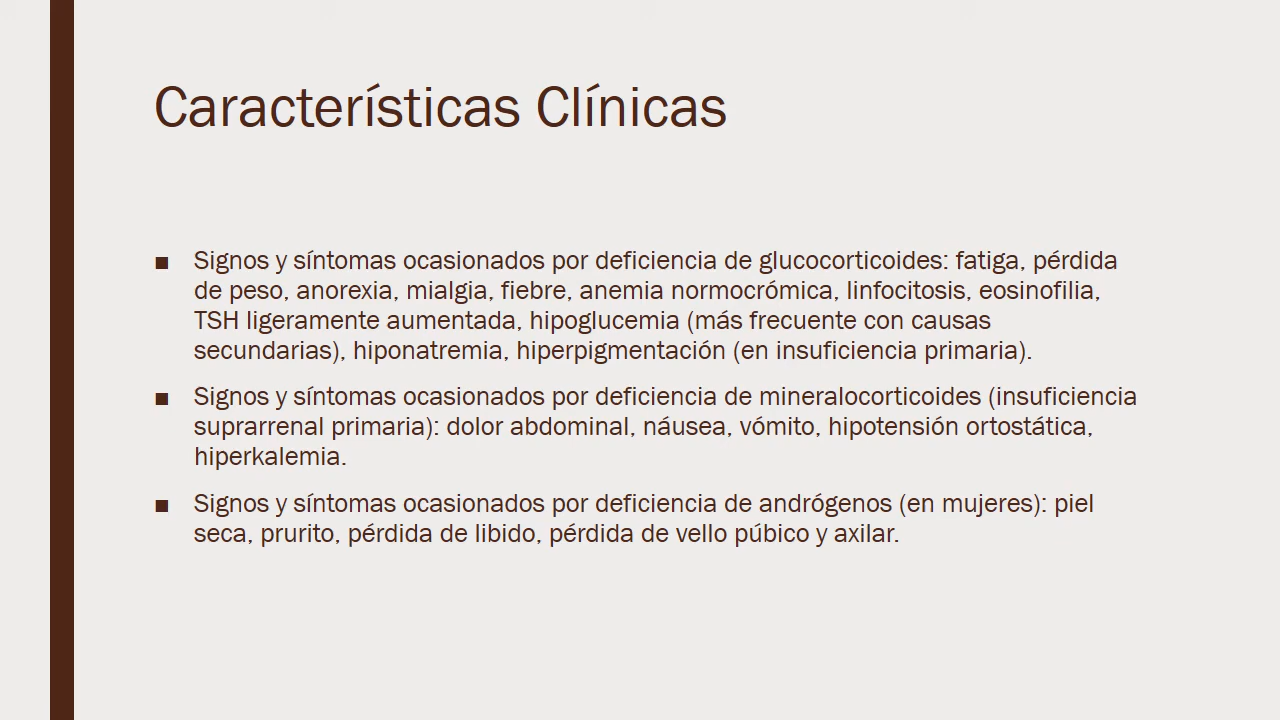 Características Clínicas
■ Signos y síntomas ocasionados por deficiencia de glucocorticoides: fatiga, pérdida
de peso, anorexia, mialgia, fiebre, anemia normocrómica, linfocitosis, eosinofilia,
TSH ligeramente aumentada, hipoglucemia (más frecuente con causas
secundarias), hiponatremia, hiperpigmentación (en insuficiencia primaria).
■ Signos y síntomas ocasionados por deficiencia de mineralocorticoides (insuficiencia
suprarrenal primaria): dolor abdominal, náusea, vómito, hipotensión ortostática,
hiperkalemia.
■ Signos y síntomas ocasionados por deficiencia de andrógenos (en mujeres): piel
seca, prurito, pérdida de libido, pérdida de vello púbico y axilar.